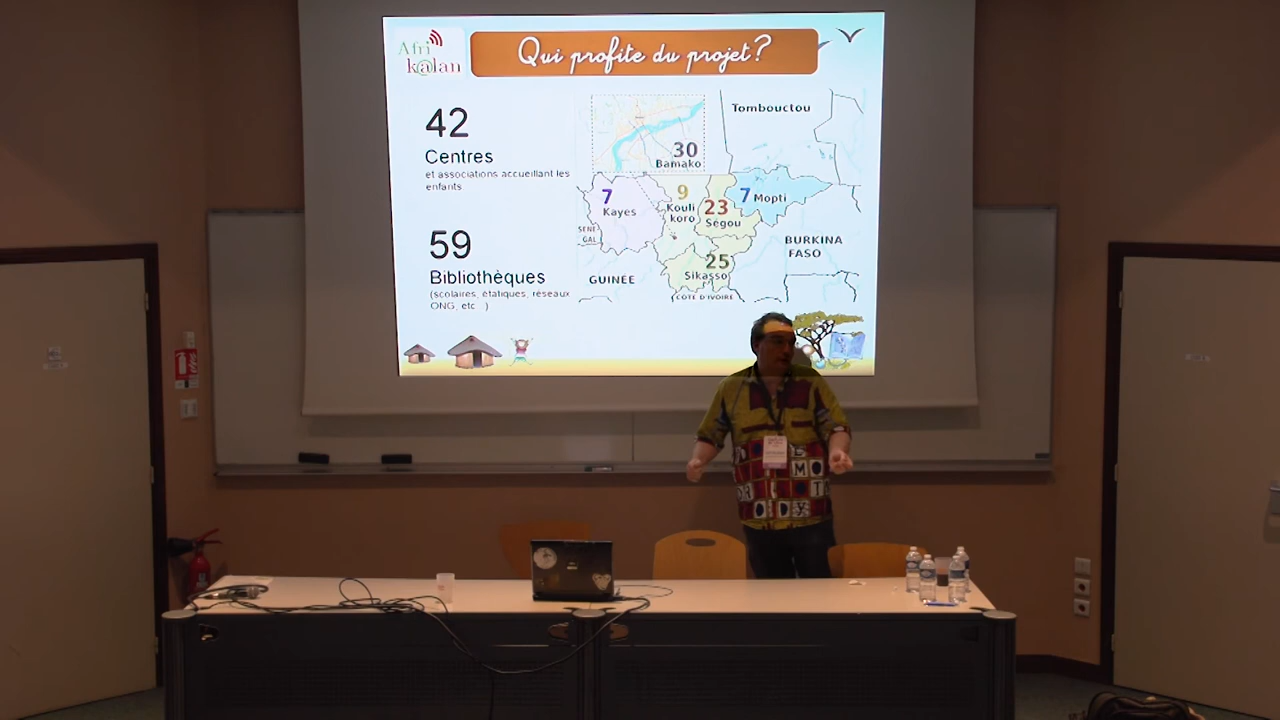 Afri
k@lan
Qui profite du projet?
42
Centres
et associations accueillant les
enfants
59
Bibliothèques
(scolaires, étatiques, réseaux
ONG, etc...)
Tombouctou
30
Bamako
7
Kayes
9
Kouli
koro
23
Ségou
7 Mopti
SENE
GAL
BURKINA
FASO
25
Sikasso
GUINÉE
COTE D'IVOIRE